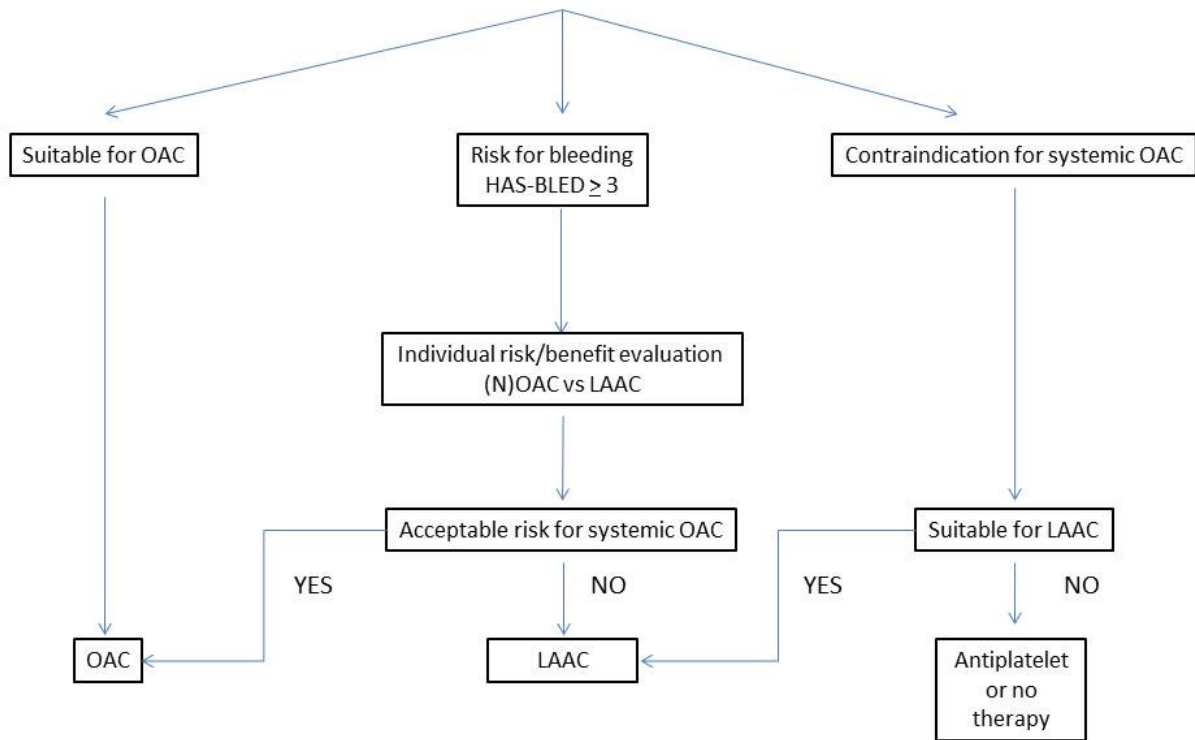 Suitable for OAC
Risk for bleeding
HAS-BLED ≥ 3
Contraindication for systemic OAC
Individual risk/benefit evaluation
(N)OAC vs LAAC
Acceptable risk for systemic OAC
Suitable for LAAC
YES
NO
YES
NO
OAC
LAAC
Antiplatelet
or no
therapy